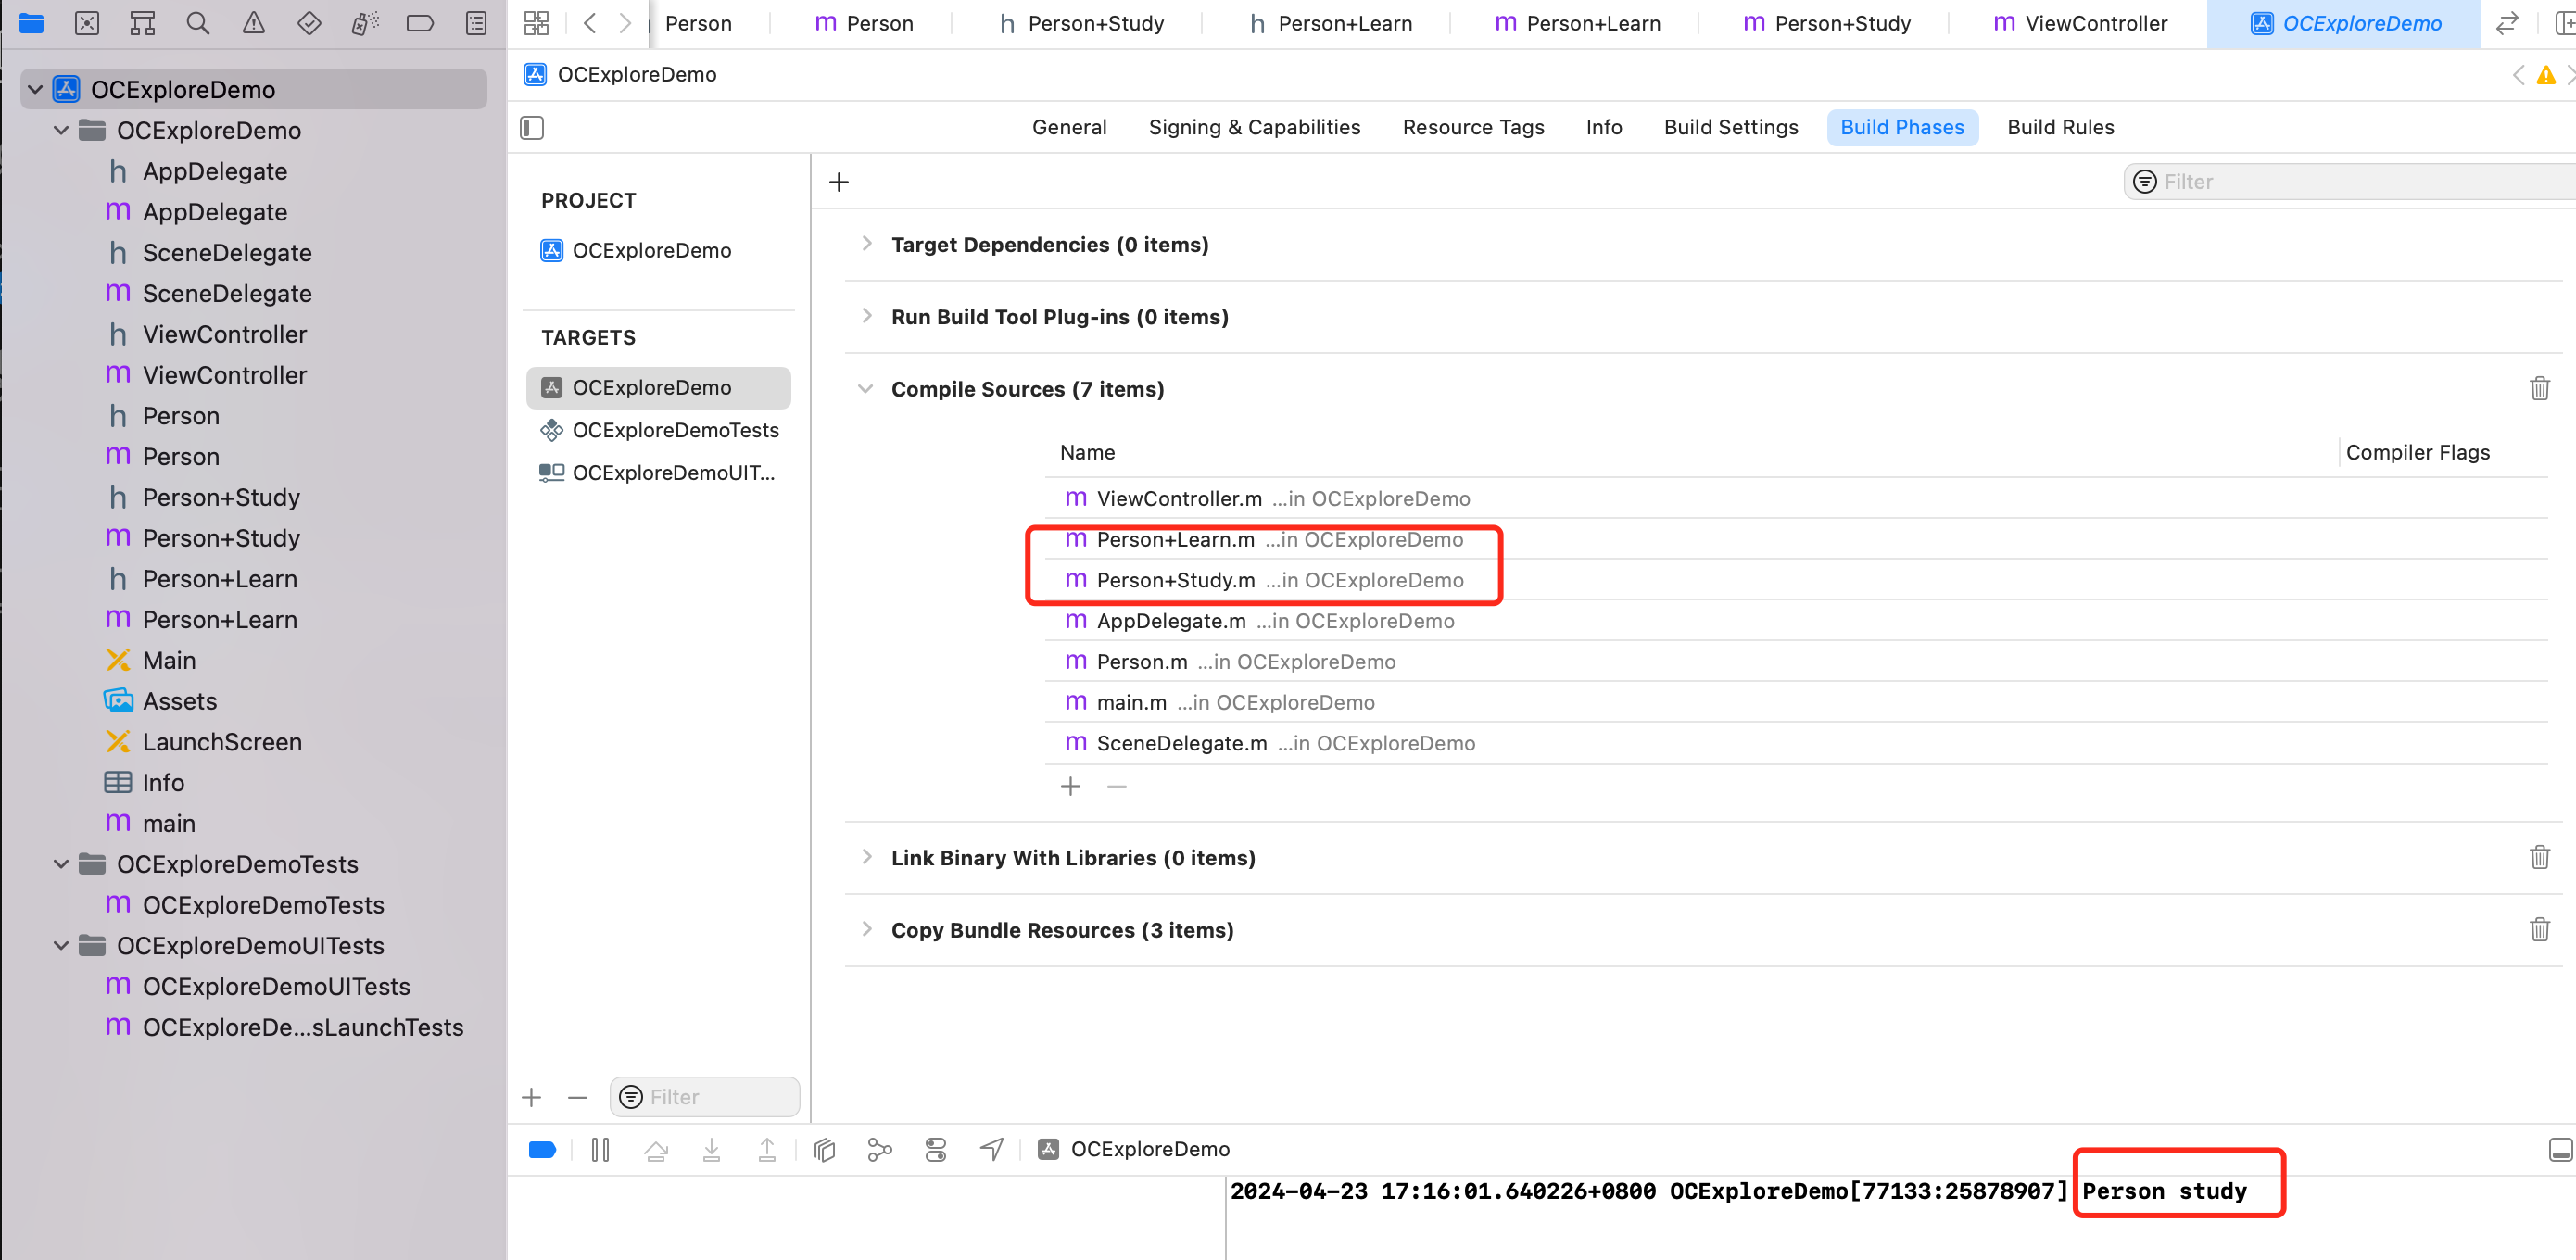 Person
m Person
h Person+Study
h Person+Learn
m Person+Learn
m Person+Study
m ViewController
OCExploreDemo
OCExploreDemo
General Signing & Capabilities Resource Tags Info Build Settings Build Phases Build Rules
OCExploreDemo
OCExploreDemo
h AppDelegate
m AppDelegate
h SceneDelegate
m SceneDelegate
h ViewController
m ViewController
h Person
m Person
h Person+Study
m Person+Study
h Person+Learn
m Person+Learn
Main
Assets
LaunchScreen
Info
m main
OCExploreDemoTests
m OCExploreDemoTests
OCExploreDemoUITests
m OCExploreDemoUITests
m OCExploreDe...sLaunchTests
PROJECT
OCExploreDemo
TARGETS
OCExploreDemo
OCExploreDemoTests
OCExploreDemoUIT...
Filter
+
Filter
Target Dependencies (0 items)
Run Build Tool Plug-ins (0 items)
Compile Sources (7 items)
Name Compiler Flags
m ViewController.m ...in OCExploreDemo
m Person+Learn.m ...in OCExploreDemo
m Person+Study.m ...in OCExploreDemo
m AppDelegate.m ...in OCExploreDemo
m Person.m ...in OCExploreDemo
m main.m ...in OCExploreDemo
m SceneDelegate.m ...in OCExploreDemo
Link Binary With Libraries (0 items)
Copy Bundle Resources (3 items)
OCExploreDemo
2024-04-23 17:16:01.640226+0800 OCExploreDemo[77133:25878907] Person study